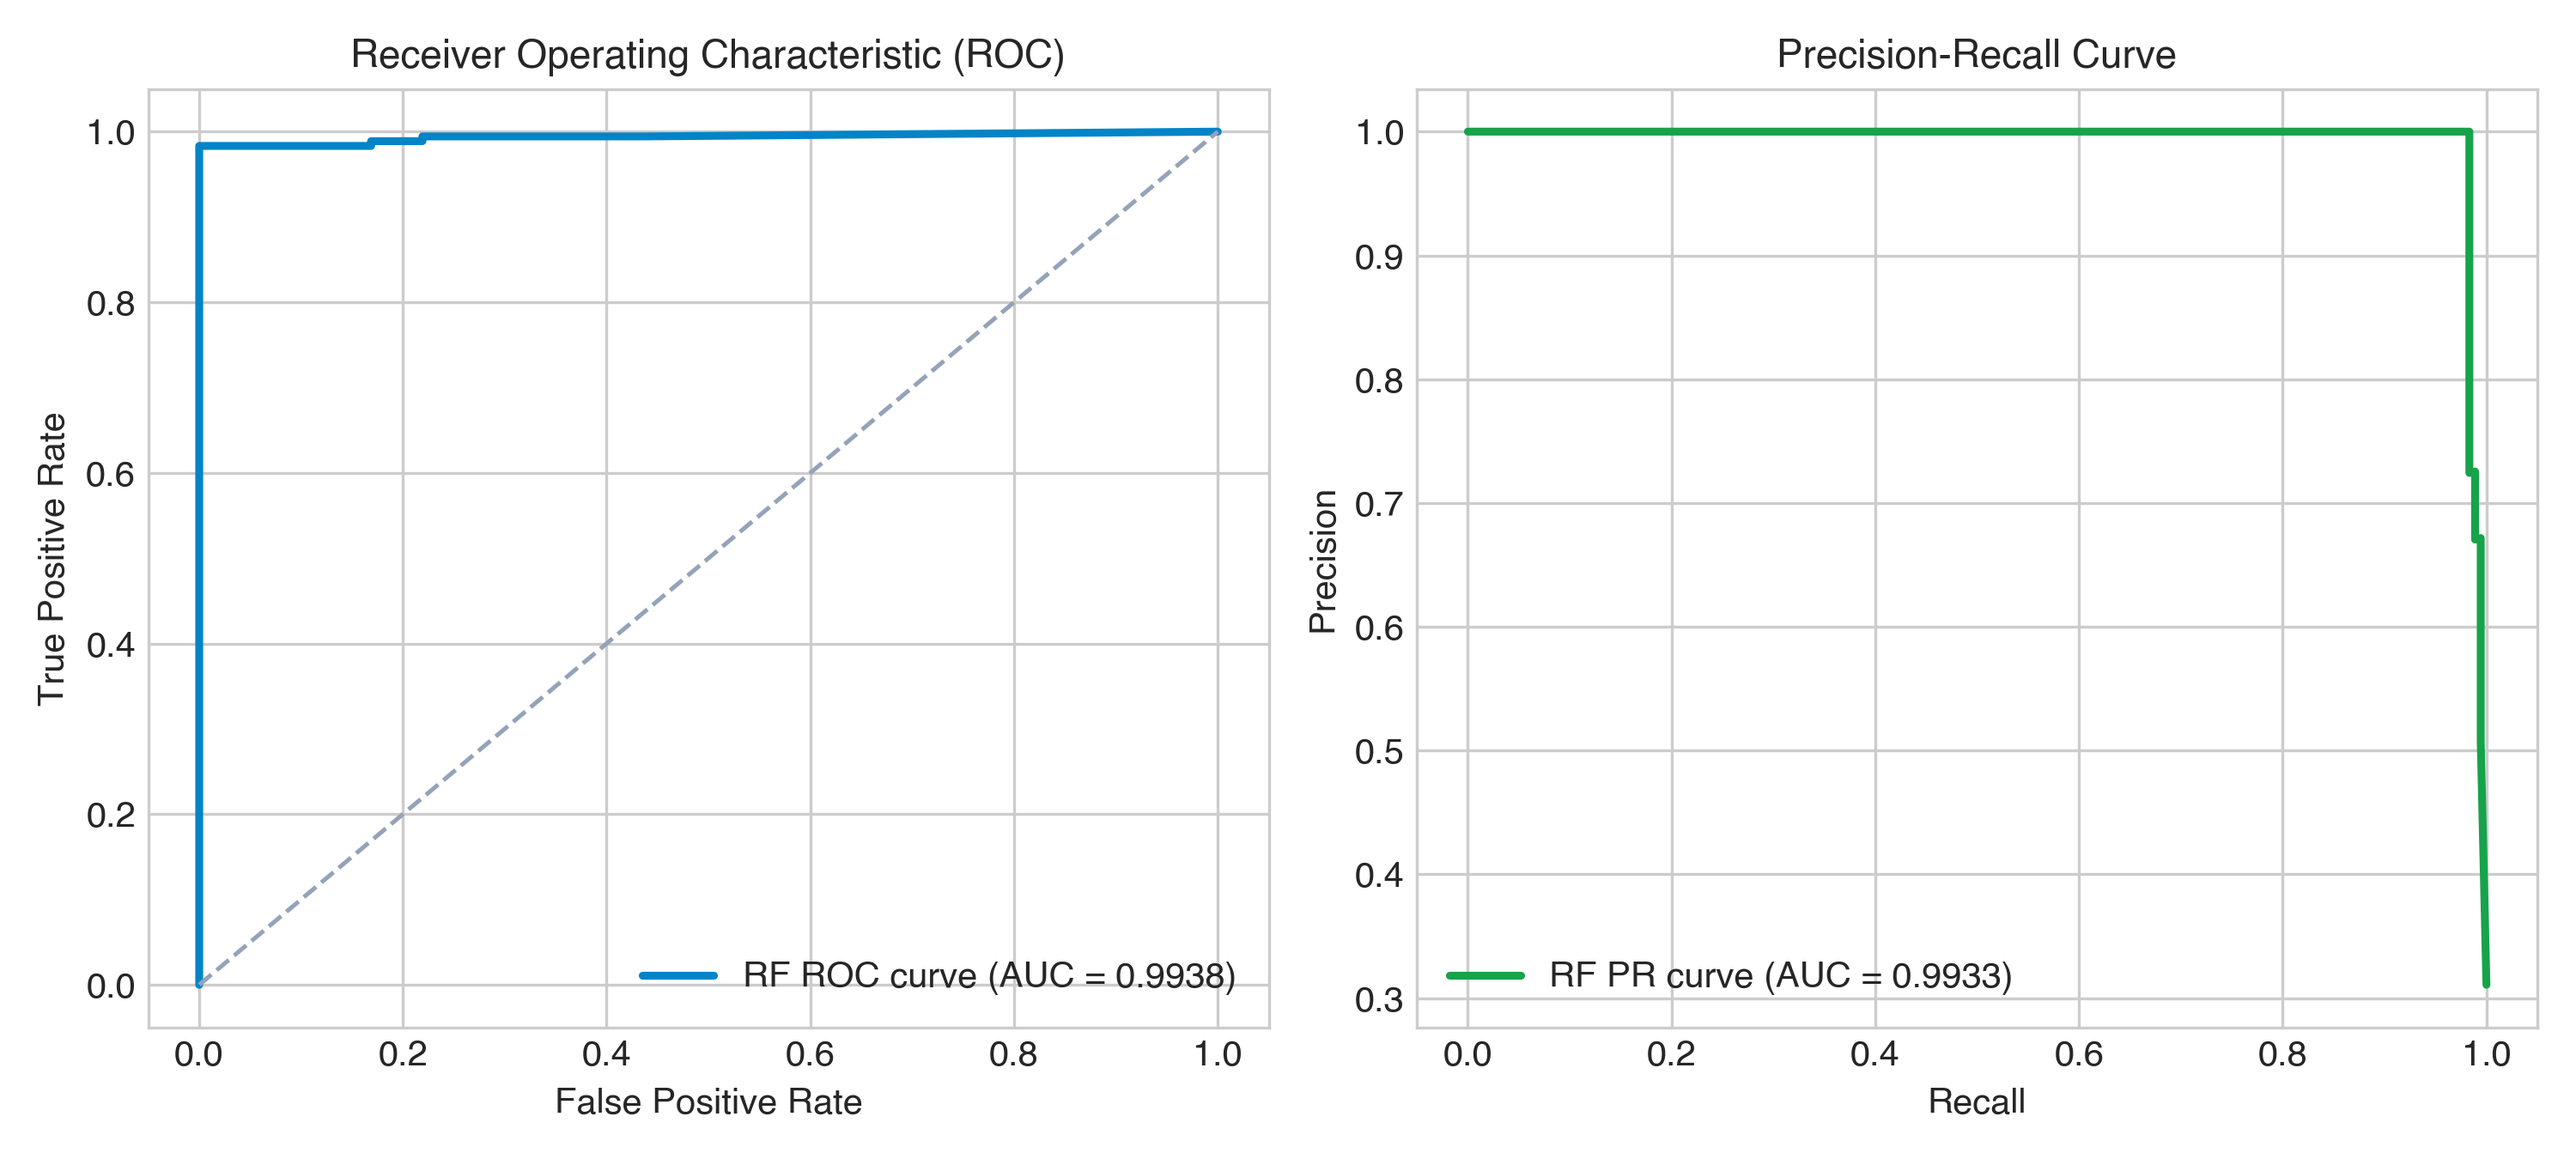 Receiver Operating Characteristic (ROC)
True Positive Rate
1.0
0.8
0.6
0.4
0.2
0.0
RF ROC curve (AUC = 0.9938)
0.0 0.2 0.4 0.6 0.8 1.0
False Positive Rate
Precision-Recall Curve
Precision
1.0
0.9
0.8
0.7
0.6
0.5
0.4
0.3
RF PR curve (AUC = 0.9933)
0.0 0.2 0.4 0.6 0.8 1.0
Recall